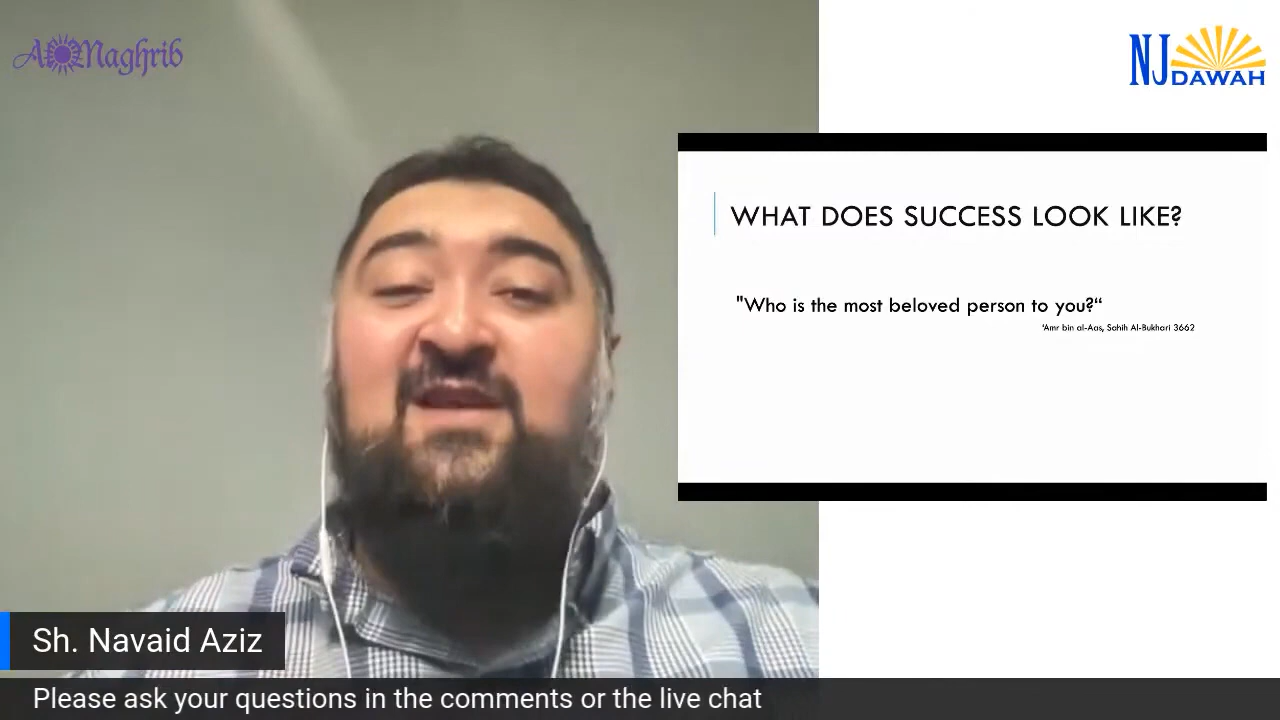 AlMaghrib
NJ
DAWAH
WHAT DOES SUCCESS LOOK LIKE?
"Who is the most beloved person to you?“
‘Amr bin al-Aas, Sahih Al-Bukhari 3662
Sh. Navaid Aziz
Please ask your questions in the comments or the live chat